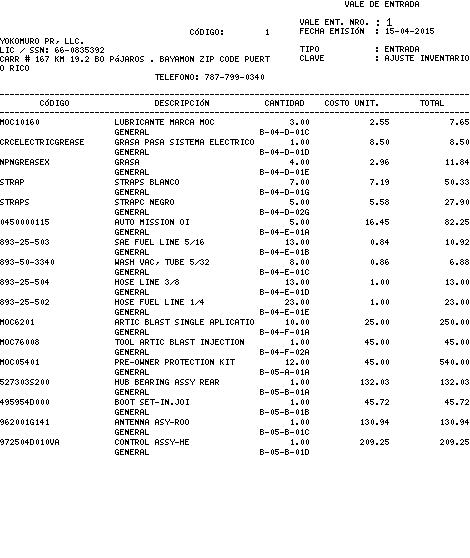 VALE DE ENTRADA
VALE ENT. NRO. : 1
CÓDIGO: 1 FECHA EMISIÓN : 15-04-2015
YOKOMURO PR, LLC.
LIC / SSN: 66-0835392 TIPO : ENTRADA
CARR # 167 KM 19.2 BO PáJAROS . BAYAMON ZIP CODE PUERT CLAVE : AJUSTE INVENTARIO
O RICO
TELEFONO: 787-799-0340
CÓDIGO DESCRIPCIÓN CANTIDAD COSTO UNIT. TOTAL
MOC10160 LUBRICANTE MARCA MOC 3.00 2.55 7.65
GENERAL B-04-D-01C
CRCELECTRICGREASE GRASA PASA SISTEMA ELECTRICO 1.00 8.50 8.50
GENERAL B-04-D-01D
NPNGREASEX GRASA 4.00 2.96 11.84
GENERAL B-04-D-01E
STRAP STRAPS BLANCO 7.00 7.19 50.33
GENERAL B-04-D-01G
STRAPS STRAPC NEGRO 5.00 5.58 27.90
GENERAL B-04-D-02G
0450000115 AUTO MISSION OI 5.00 16.45 82.25
GENERAL B-04-E-01A
893-25-503 SAE FUEL LINE 5/16 13.00 0.84 10.92
GENERAL B-04-E-01B
893-50-3340 WASH VAC, TUBE 5/32 8.00 0.86 6.88
GENERAL B-04-E-01C
893-25-504 HOSE LINE 3/8 13.00 1.00 13.00
GENERAL B-04-E-01D
893-25-502 HOSE FUEL LINE 1/4 23.00 1.00 23.00
GENERAL B-04-E-01E
MOC6201 ARTIC BLAST SINGLE APLICATIO 10.00 25.00 250.00
GENERAL B-04-F-01A
MOC76008 TOOL ARTIC BLAST INJECTION 1.00 45.00 45.00
GENERAL B-04-F-02A
MOC05401 PRE-OWNER PROTECTION KIT 12.00 45.00 540.00
GENERAL B-05-A-01A
527303S200 HUB BEARING ASSY REAR 1.00 132.03 132.03
GENERAL B-05-B-01A
495954D000 BOOT SET-IN.JOI 1.00 45.72 45.72
GENERAL B-05-B-01B
962001G141 ANTENNA ASY-ROO 1.00 130.94 130.94
GENERAL B-05-B-01C
972504D010VA CONTROL ASSY-HE 1.00 209.25 209.25
GENERAL B-05-B-01D